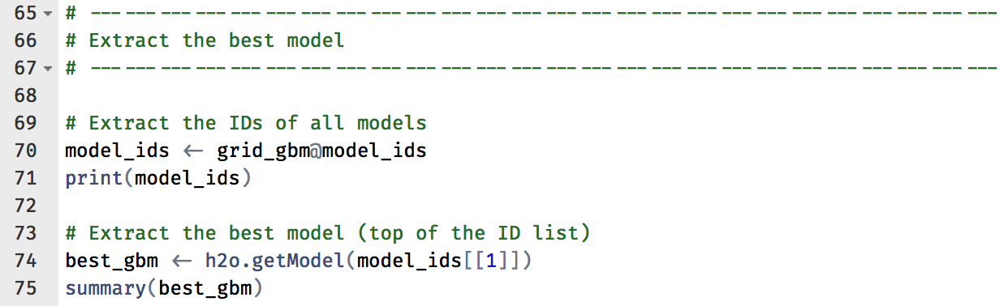 65 # --- --- --- --- --- --- --- --- --- --- --- --- --- --- --- --- --- --- --- --- --- --- --- --- --- ---
66 # Extract the best model
67 # --- --- --- --- --- --- --- --- --- --- --- --- --- --- --- --- --- --- --- --- --- --- --- --- --- ---
68
69 # Extract the IDs of all models
70 model_ids <- grid_gbm@model_ids
71 print(model_ids)
72
73 # Extract the best model (top of the ID list)
74 best_gbm <- h2o.getModel(model_ids[[1]])
75 summary(best_gbm)